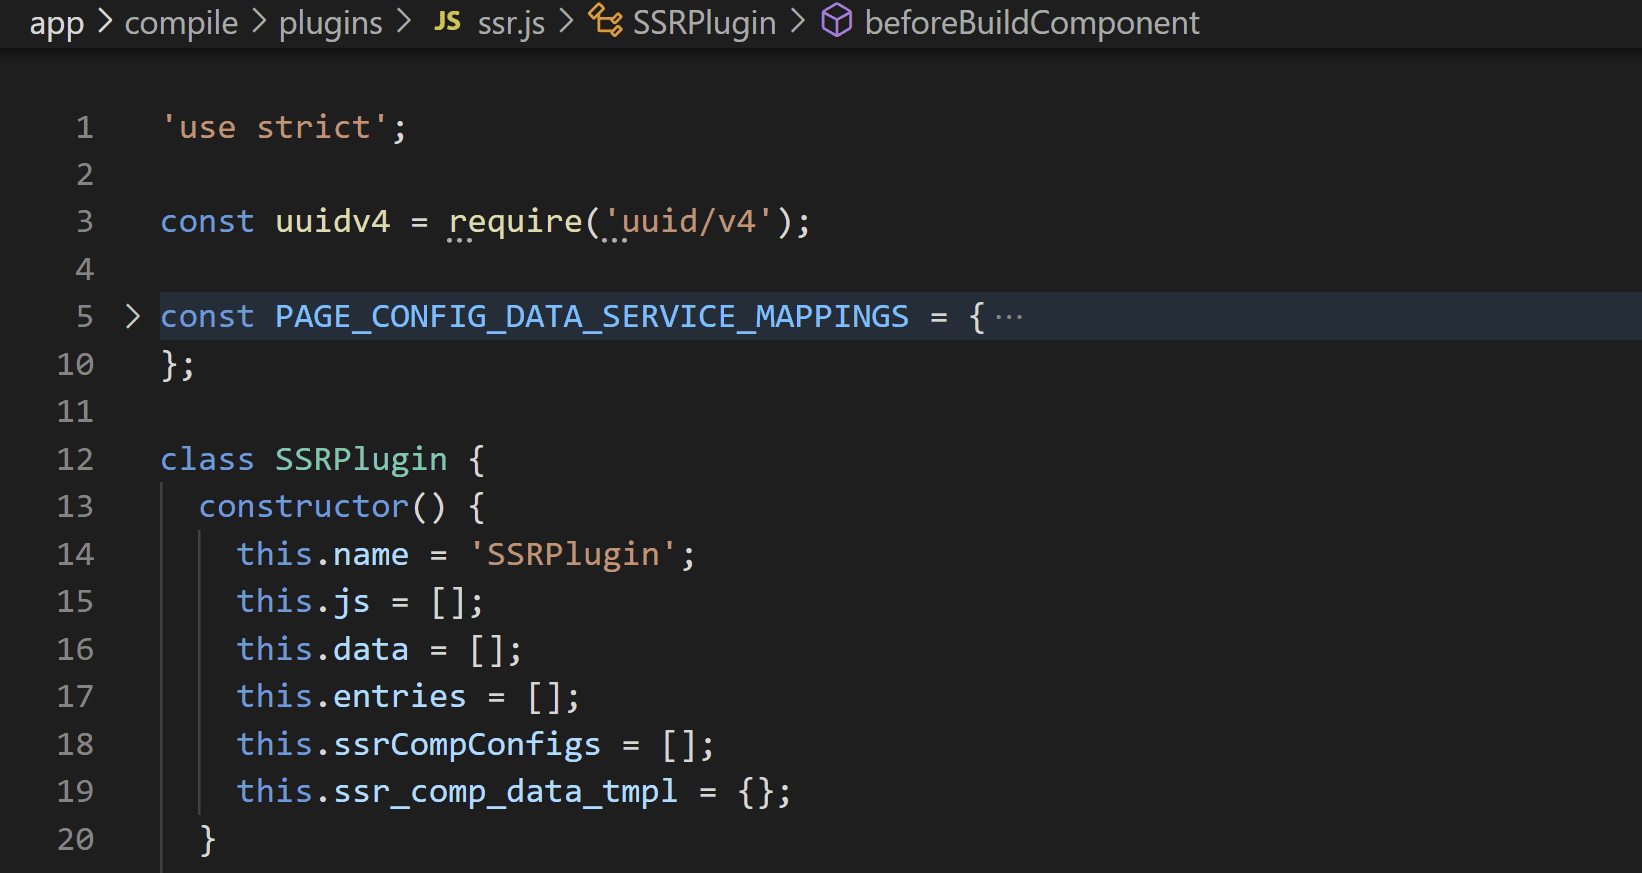 app > compile > plugins > JS ssr.js > SSRPlugin > beforeBuildComponent
1 'use strict';
2
3 const uuidv4 = require('uuid/v4');
4
5 > const PAGE_CONFIG_DATA_SERVICE_MAPPINGS = { ···
10 };
11
12 class SSRPlugin {
13 constructor() {
14 this.name = 'SSRPlugin';
15 this.js = [];
16 this.data = [];
17 this.entries = [];
18 this.ssrCompConfigs = [];
19 this.ssr_comp_data_tmpl = {};
20 }